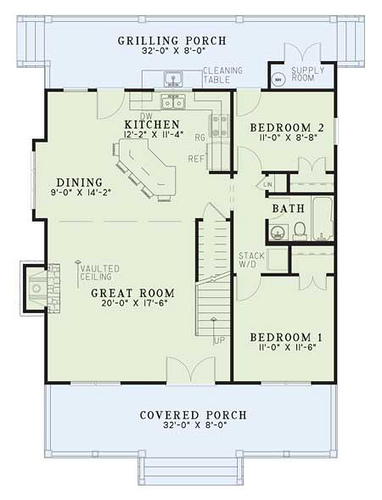 GRILLING PORCH
32'-0" X 8'-0"
CLEANING
TABLE
SUPPLY
ROOM
DW
KITCHEN
12'-2" X 11'-4"
RG
REF
BEDROOM 2
11'-0" X 8'-8"
DINING
9'-0" X 14'-2"
LIN
BATH
STACK
W/D
VAULTED
CEILING
GREAT ROOM
20'-0" X 17'-6"
UP
BEDROOM 1
11'-0" X 11'-6"
COVERED PORCH
32'-0" X 8'-0"